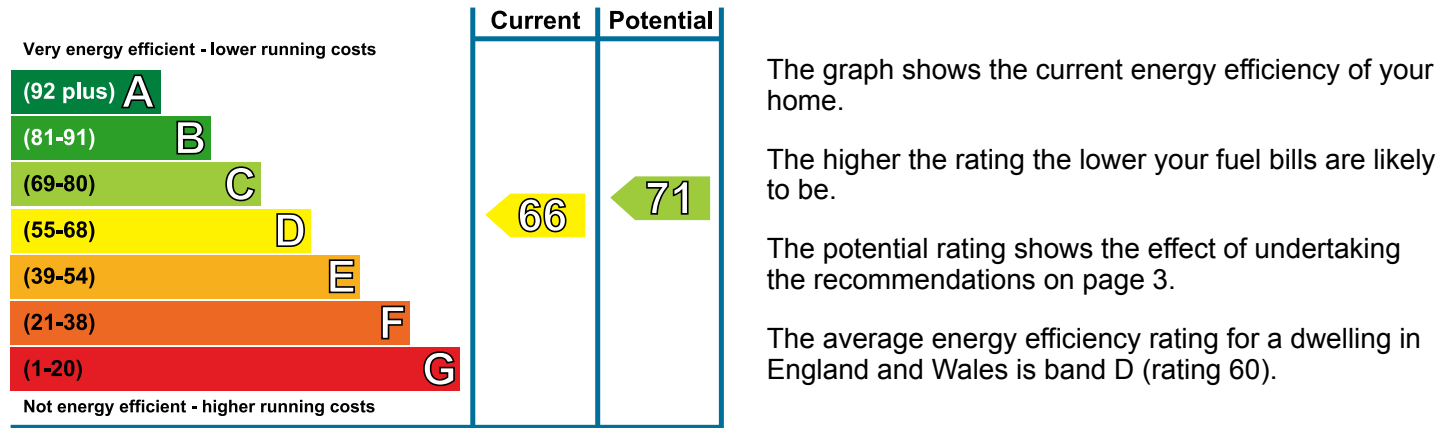 Current Potential
Very energy efficient - lower running costs
(92 plus) A
(81-91) B
(69-80) C
(55-68) D
(39-54) E
(21-38) F
(1-20) G
Not energy efficient - higher running costs
66
71
The graph shows the current energy efficiency of your
home.
The higher the rating the lower your fuel bills are likely
to be.
The potential rating shows the effect of undertaking
the recommendations on page 3.
The average energy efficiency rating for a dwelling in
England and Wales is band D (rating 60).